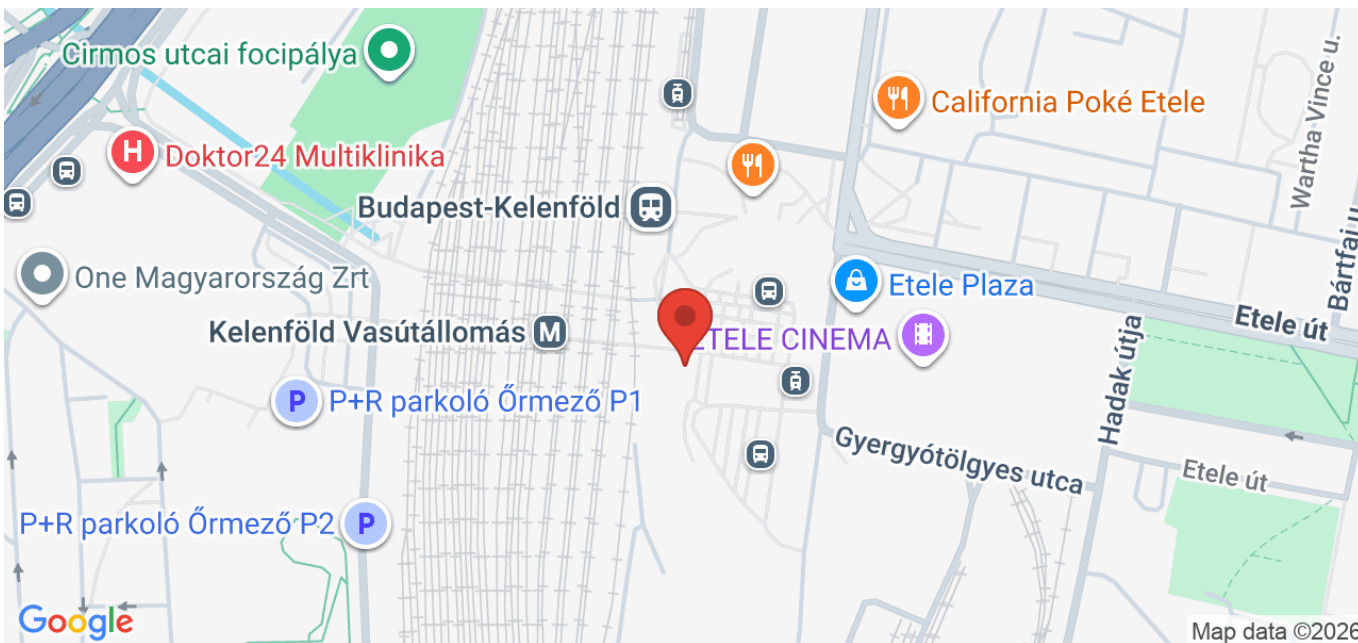 Cirmos utcai focipálya
California Poké Etele
Wartha Vince u.
H
Doktor24 Multiklinika
Budapest-Kelenföld
Bártfai u
One Magyarország Zrt
Etele Plaza
Etele út
Kelenföld Vasútállomás M
ETELE CINEMA
Hadak útja
P
P+R parkoló Őrmező P1
Gyergyótölgyes utca
Etele út
P+R parkoló Őrmező P2
P
Google
Map data ©2026